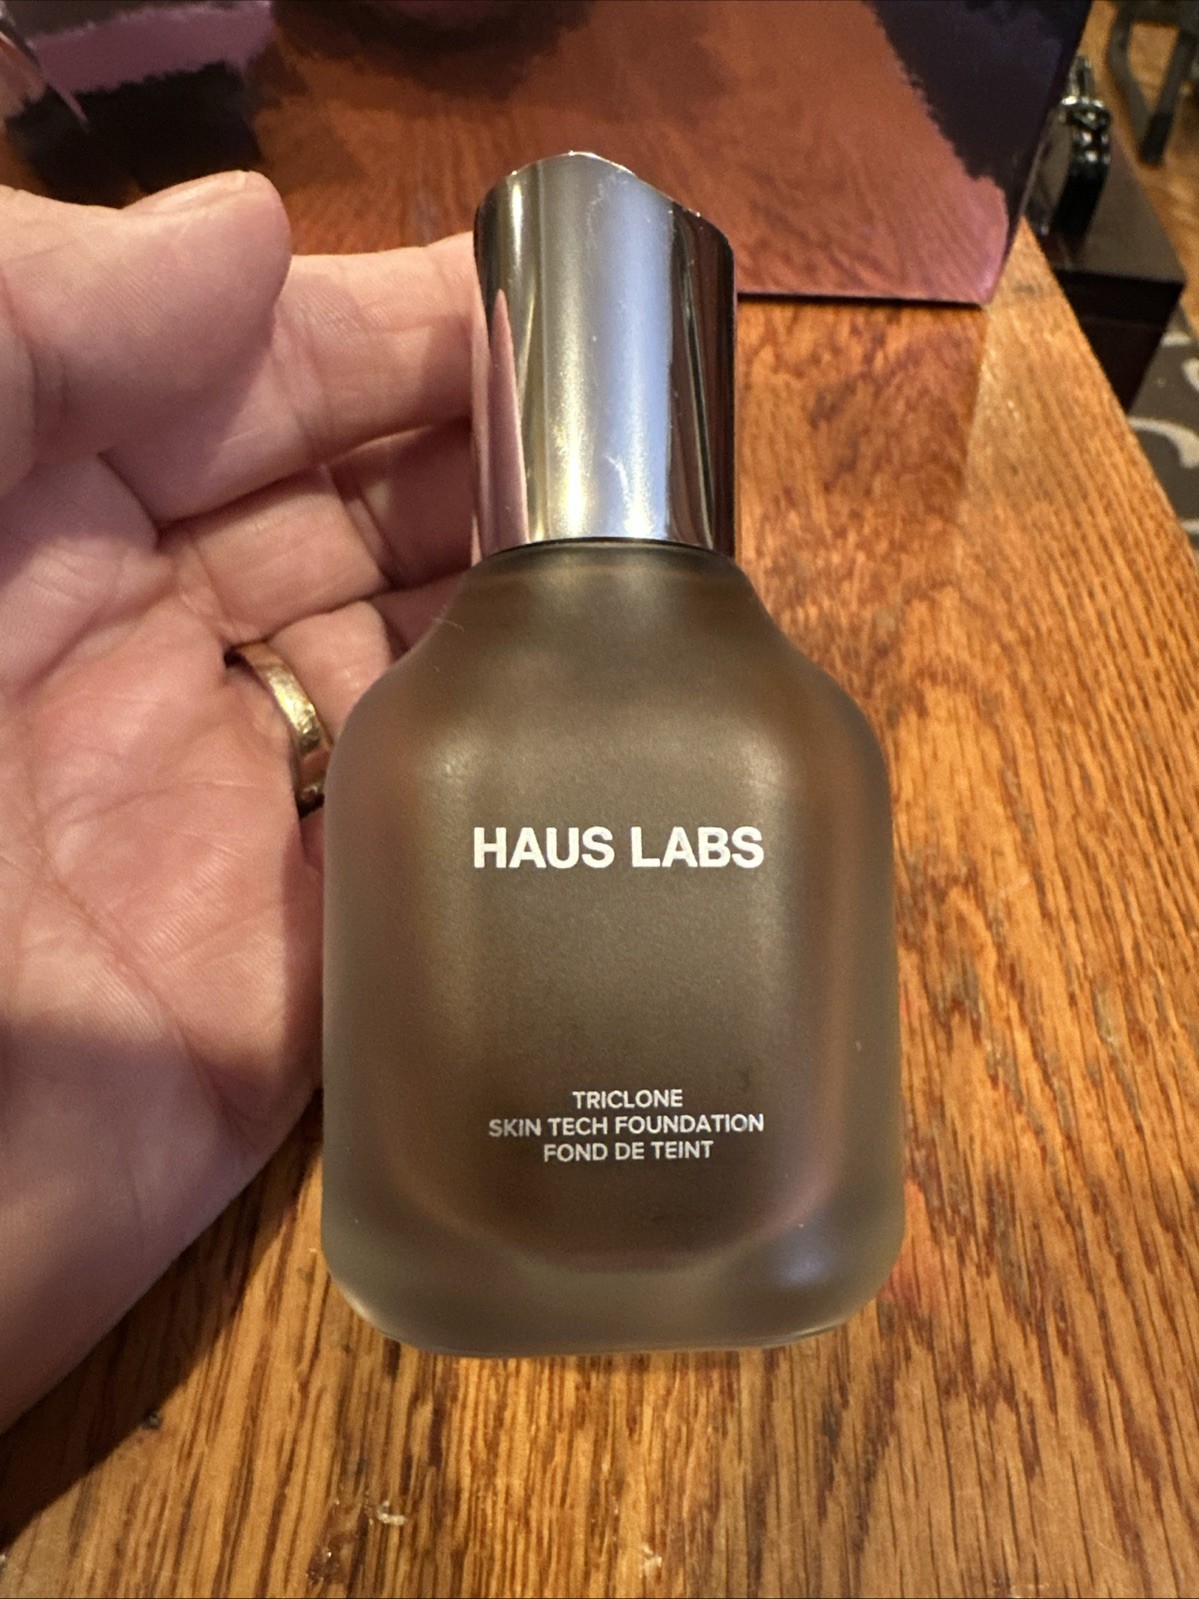 HAUS LABS
TRICLONE
SKIN TECH FOUNDATION
FOND DE TEINT